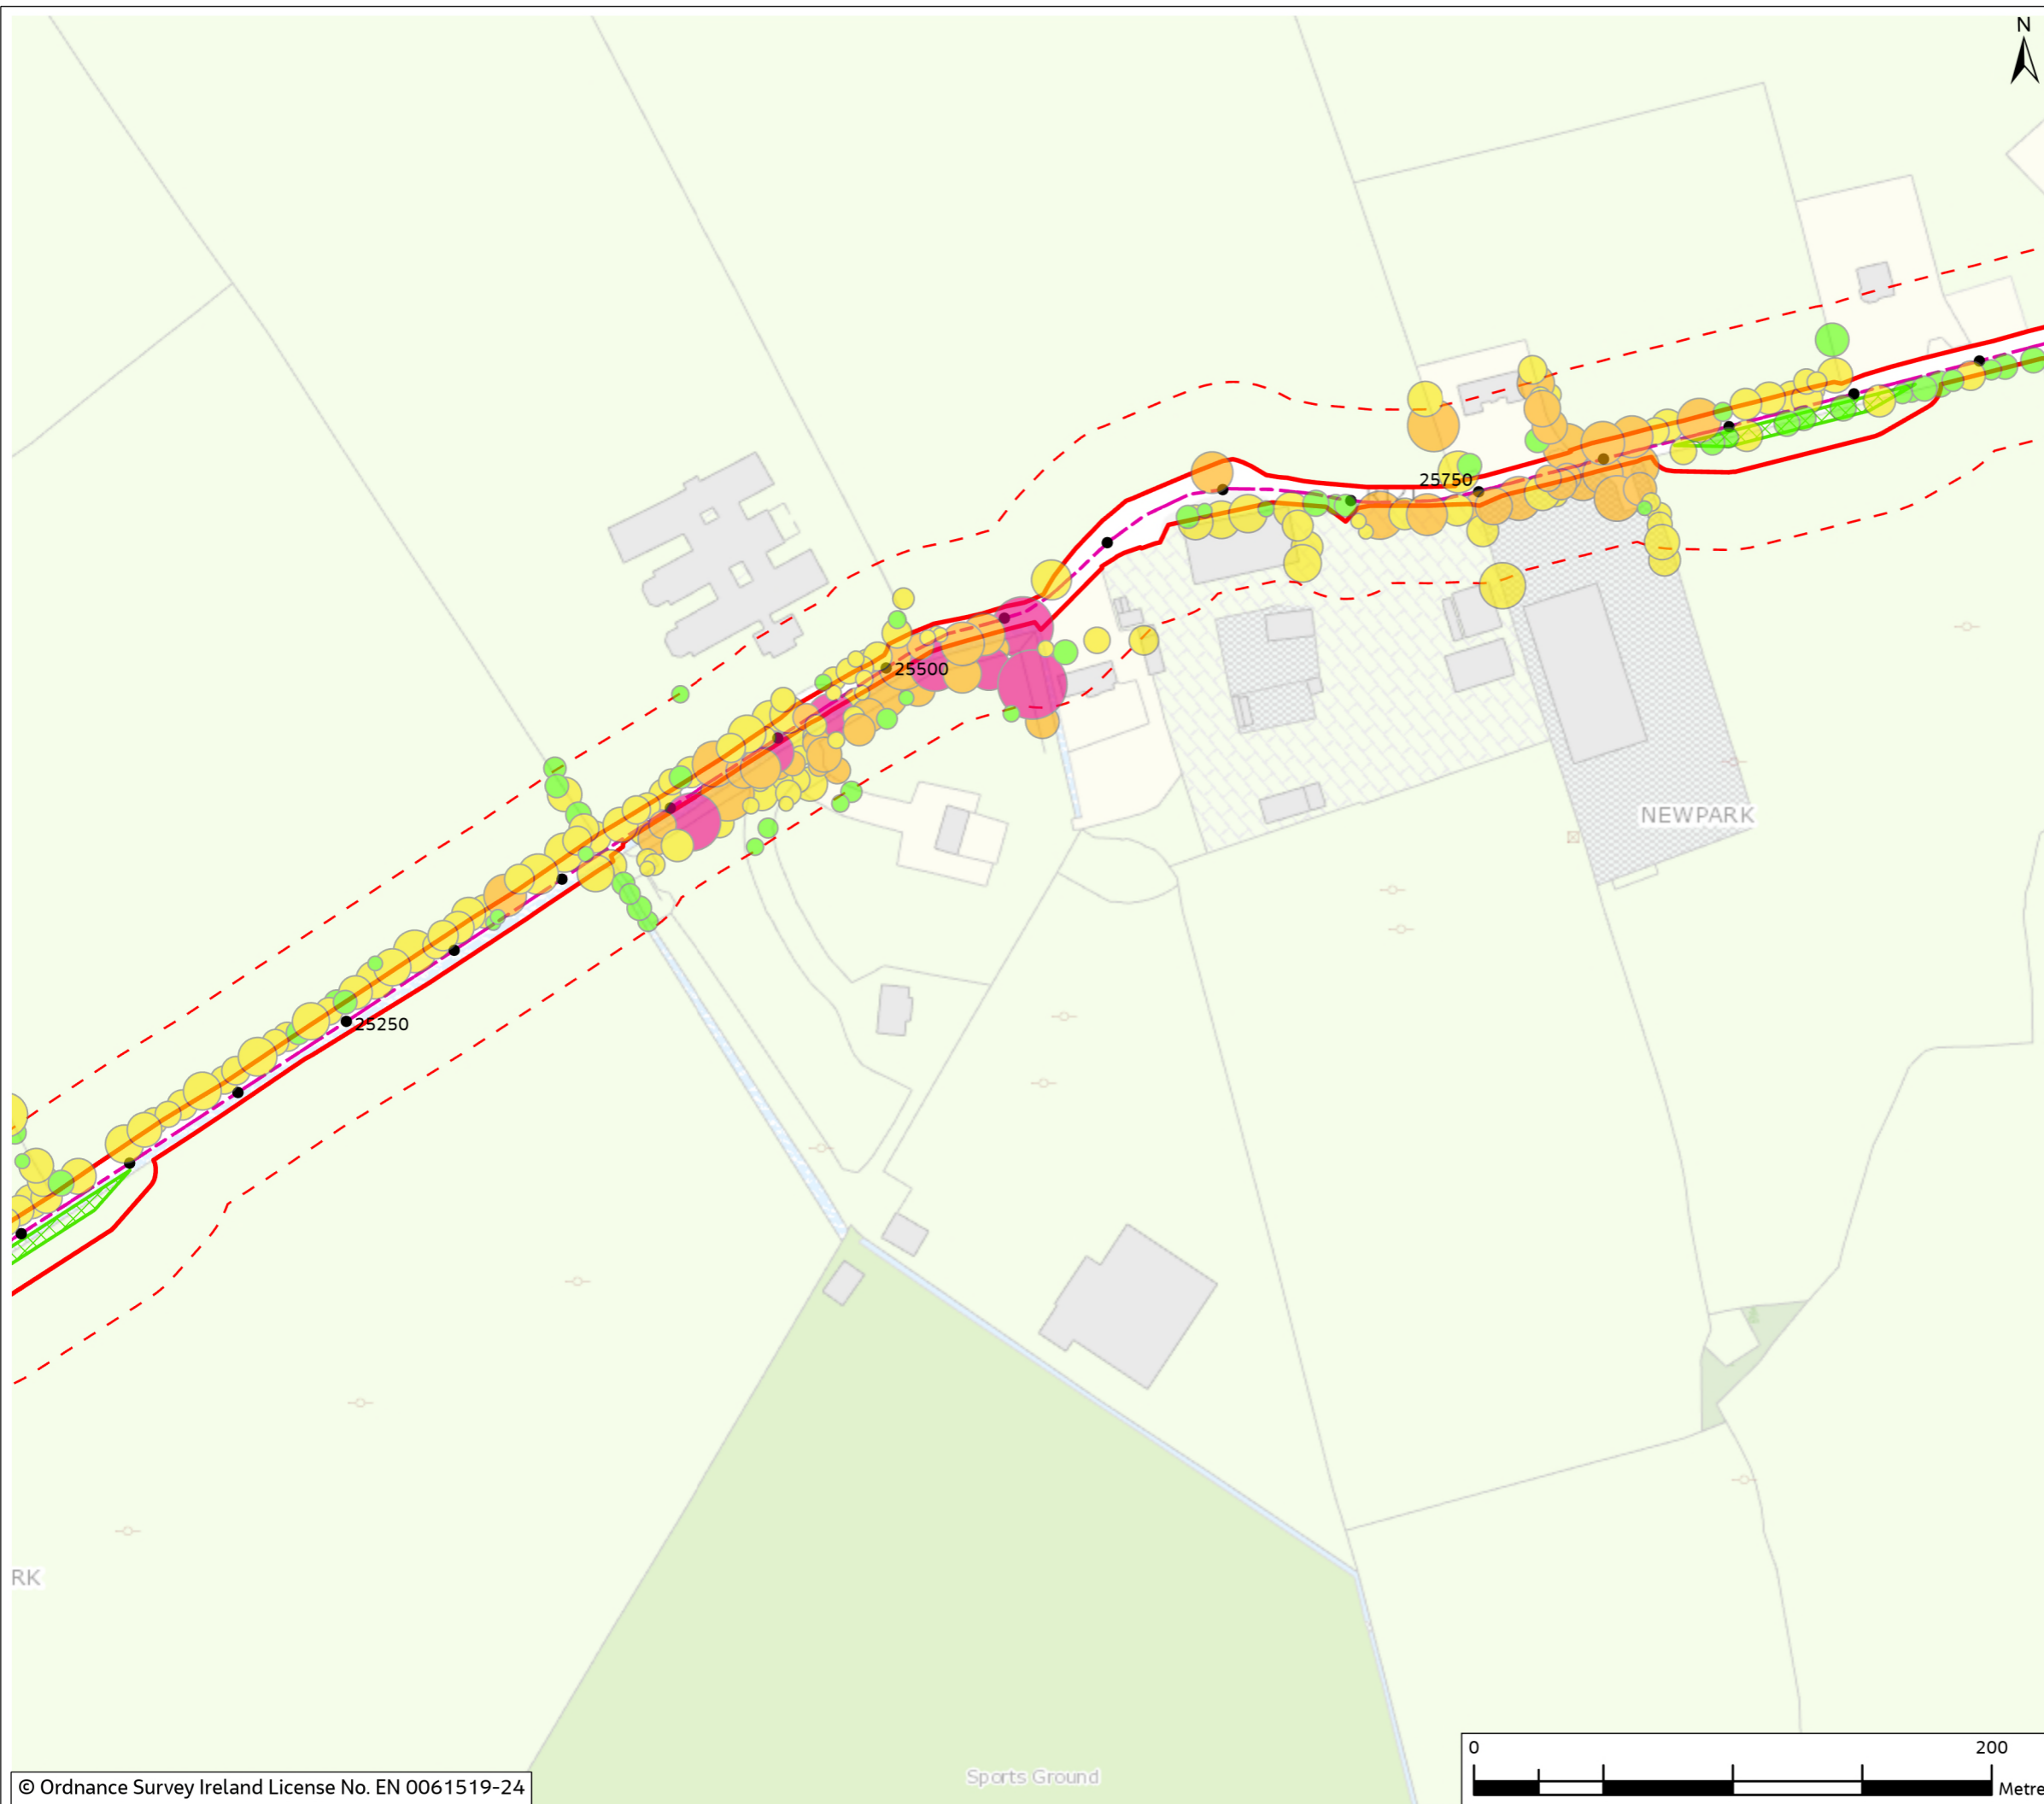 N
25750
25500
NEWPARK
25250
RK
Sports Ground
0 200
Metre
© Ordnance Survey Ireland License No. EN 0061519-24